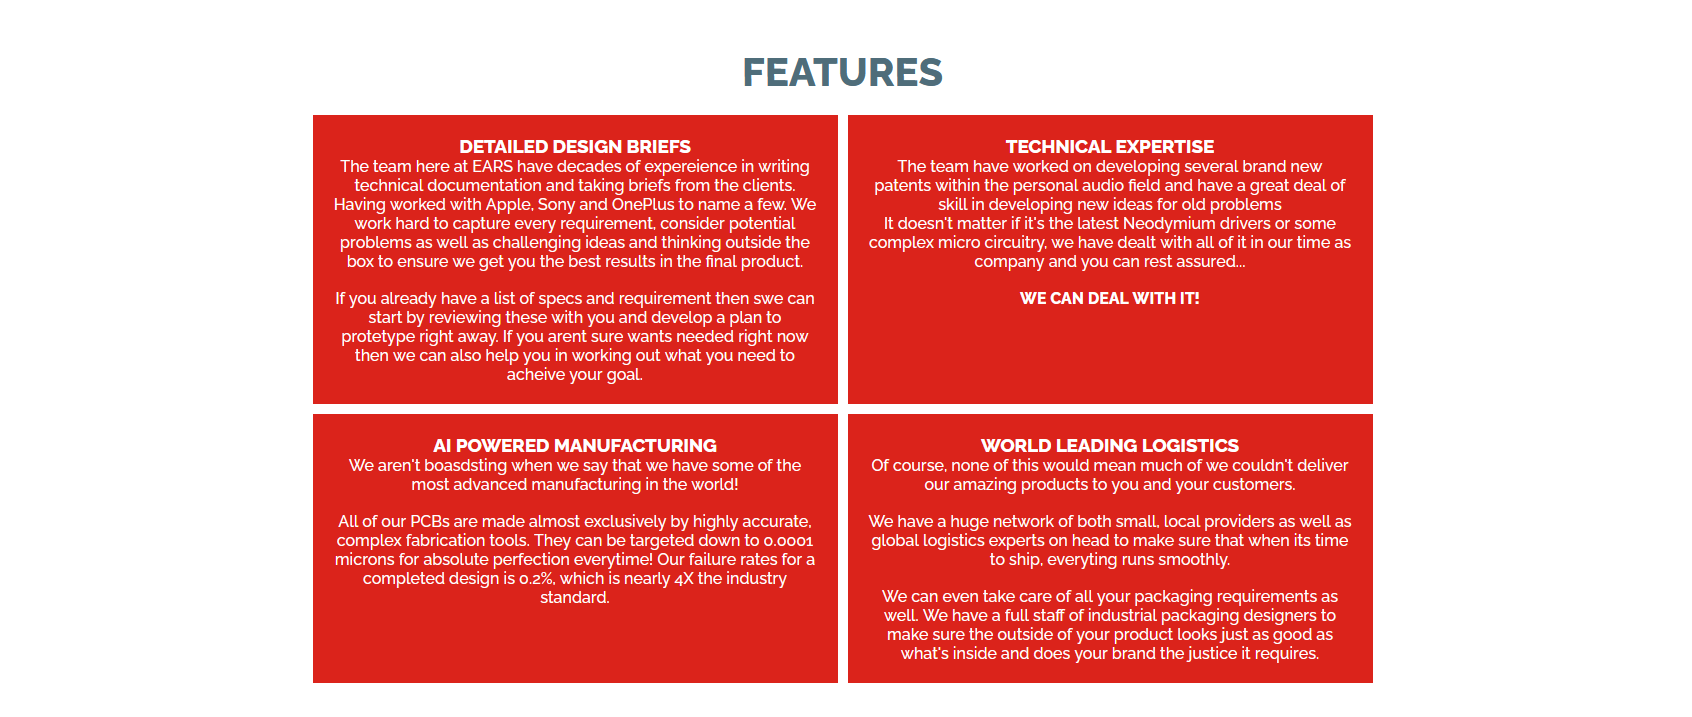 FEATURES
DETAILED DESIGN BRIEFS
The team here at EARS have decades of expereience in writing
technical documentation and taking briefs from the clients.
Having worked with Apple, Sony and OnePlus to name a few. We
work hard to capture every requirement, consider potential
problems as well as challenging ideas and thinking outside the
box to ensure we get you the best results in the final product.
If you already have a list of specs and requirement then swe can
start by reviewing these with you and develop a plan to
protetype right away. If you arent sure wants needed right now
then we can also help you in working out what you need to
acheive your goal.
TECHNICAL EXPERTISE
The team have worked on developing several brand new
patents within the personal audio field and have a great deal of
skill in developing new ideas for old problems
It doesn't matter if it's the latest Neodymium drivers or some
complex micro circuitry, we have dealt with all of it in our time as
company and you can rest assured...
WE CAN DEAL WITH IT!
AI POWERED MANUFACTURING
We aren't boasdsting when we say that we have some of the
most advanced manufacturing in the world!
All of our PCBs are made almost exclusively by highly accurate,
complex fabrication tools. They can be targeted down to 0.0001
microns for absolute perfection everytime! Our failure rates for a
completed design is 0.2%, which is nearly 4X the industry
standard.
WORLD LEADING LOGISTICS
Of course, none of this would mean much of we couldn't deliver
our amazing products to you and your customers.
We have a huge network of both small, local providers as well as
global logistics experts on head to make sure that when its time
to ship, everyting runs smoothly.
We can even take care of all your packaging requirements as
well. We have a full staff of industrial packaging designers to
make sure the outside of your product looks just as good as
what's inside and does your brand the justice it requires.